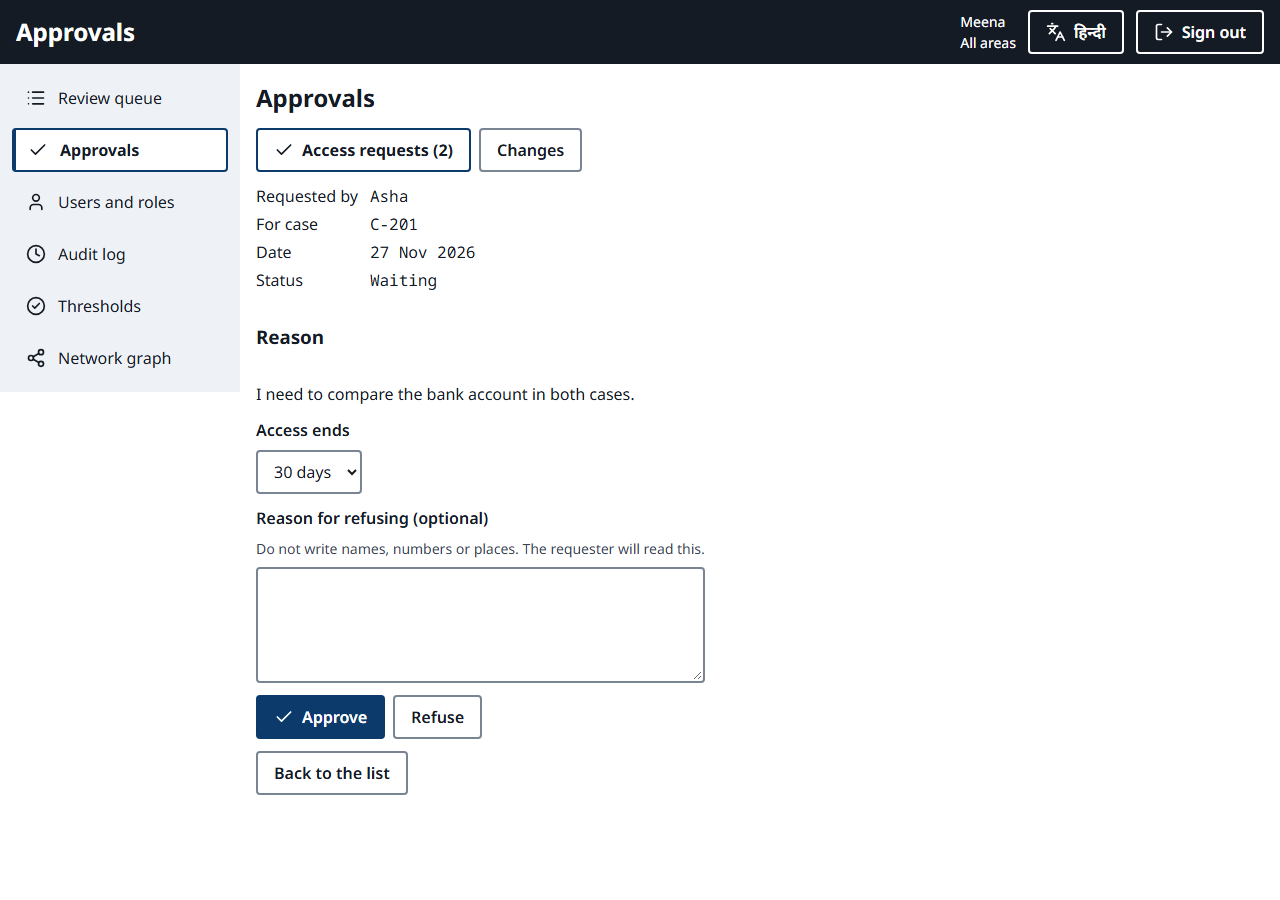 Approvals
Meena
All areas
हिन्दी
Sign out
Review queue
Approvals
Users and roles
Audit log
Thresholds
Network graph
Approvals
Access requests (2)
Changes
Requested by Asha
For case C-201
Date 27 Nov 2026
Status Waiting
Reason
I need to compare the bank account in both cases.
Access ends
30 days
Reason for refusing (optional)
Do not write names, numbers or places. The requester will read this.
Approve
Refuse
Back to the list